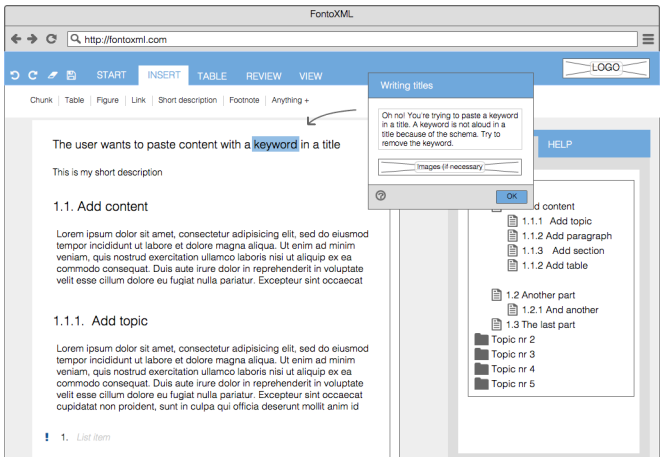 FontoXML
http://fontoxml.com
START INSERT TABLE REVIEW VIEW
LOGO
Chunk | Table | Figure | Link | Short description | Footnote | Anything +
Writing titles
Oh no! You're trying to paste a keyword
in a title. A keyword is not aloud in a
title because of the schema. Try to
remove the keyword.
Images (if necessary
OK
HELP
The user wants to paste content with a keyword in a title
This is my short description
1.1. Add content
Lorem ipsum dolor sit amet, consectetur adipisicing elit, sed do eiusmod
tempor incididunt ut labore et dolore magna aliqua. Ut enim ad minim
veniam, quis nostrud exercitation ullamco laboris nisi ut aliquip ex ea
commodo consequat. Duis aute irure dolor in reprehenderit in voluptate
velit esse cillum dolore eu fugiat nulla pariatur. Excepteur sint occaecat
1.1.1. Add topic
Lorem ipsum dolor sit amet, consectetur adipisicing elit, sed do eiusmod
tempor incididunt ut labore et dolore magna aliqua. Ut enim ad minim
veniam, quis nostrud exercitation ullamco laboris nisi ut aliquip ex ea
commodo consequat. Duis aute irure dolor in reprehenderit in voluptate
velit esse cillum dolore eu fugiat nulla pariatur. Excepteur sint occaecat
cupidatat non proident, sunt in culpa qui officia deserunt mollit anim id
! 1. List item
content
1.1.1 Add topic
1.1.2 Add paragraph
1.1.3 Add section
1.1.2 Add table
1.2 Another part
1.2.1 And another
1.3 The last part
Topic nr 2
Topic nr 3
Topic nr 4
Topic nr 5